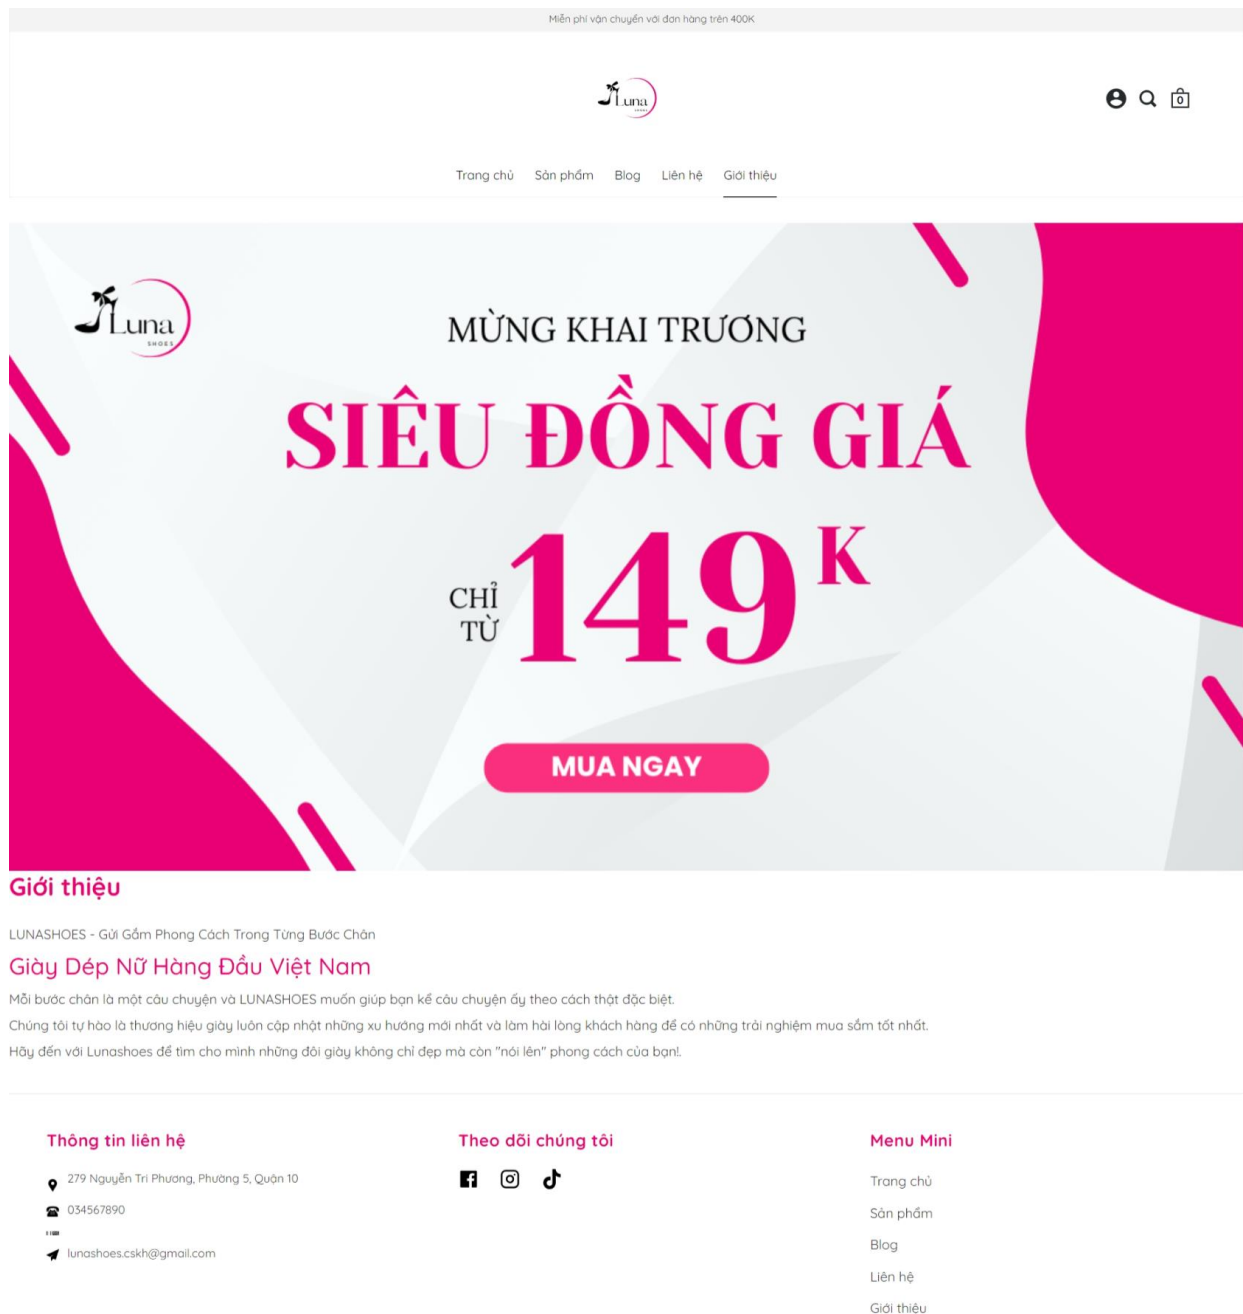 Miễn phí vận chuyển với đơn hàng trên 400K
Luna
SHOES
0
Trang chủ Sản phẩm Blog Liên hệ Giới thiệu
Luna
SHOES
MỪNG KHAI TRƯƠNG
SIÊU ĐỒNG GIÁ
CHỈ TỪ 149K
MUA NGAY
Giới thiệu
LUNASHOES - Gửi Gắm Phong Cách Trong Từng Bước Chân
Giày Dép Nữ Hàng Đầu Việt Nam
Mỗi bước chân là một câu chuyện và LUNASHOES muốn giúp bạn kể câu chuyện ấy theo cách thật đặc biệt.
Chúng tôi tự hào là thương hiệu giày luôn cập nhật những xu hướng mới nhất và làm hài lòng khách hàng để có những trải nghiệm mua sắm tốt nhất.
Hãy đến với Lunashoes để tìm cho mình những đôi giày không chỉ đẹp mà còn "nói lên" phong cách của bạn!.
Thông tin liên hệ
279 Nguyễn Tri Phương, Phường 5, Quận 10
034567890
lunashoes.cskh@gmail.com
Theo dõi chúng tôi
Menu Mini
Trang chủ
Sản phẩm
Blog
Liên hệ
Giới thiệu